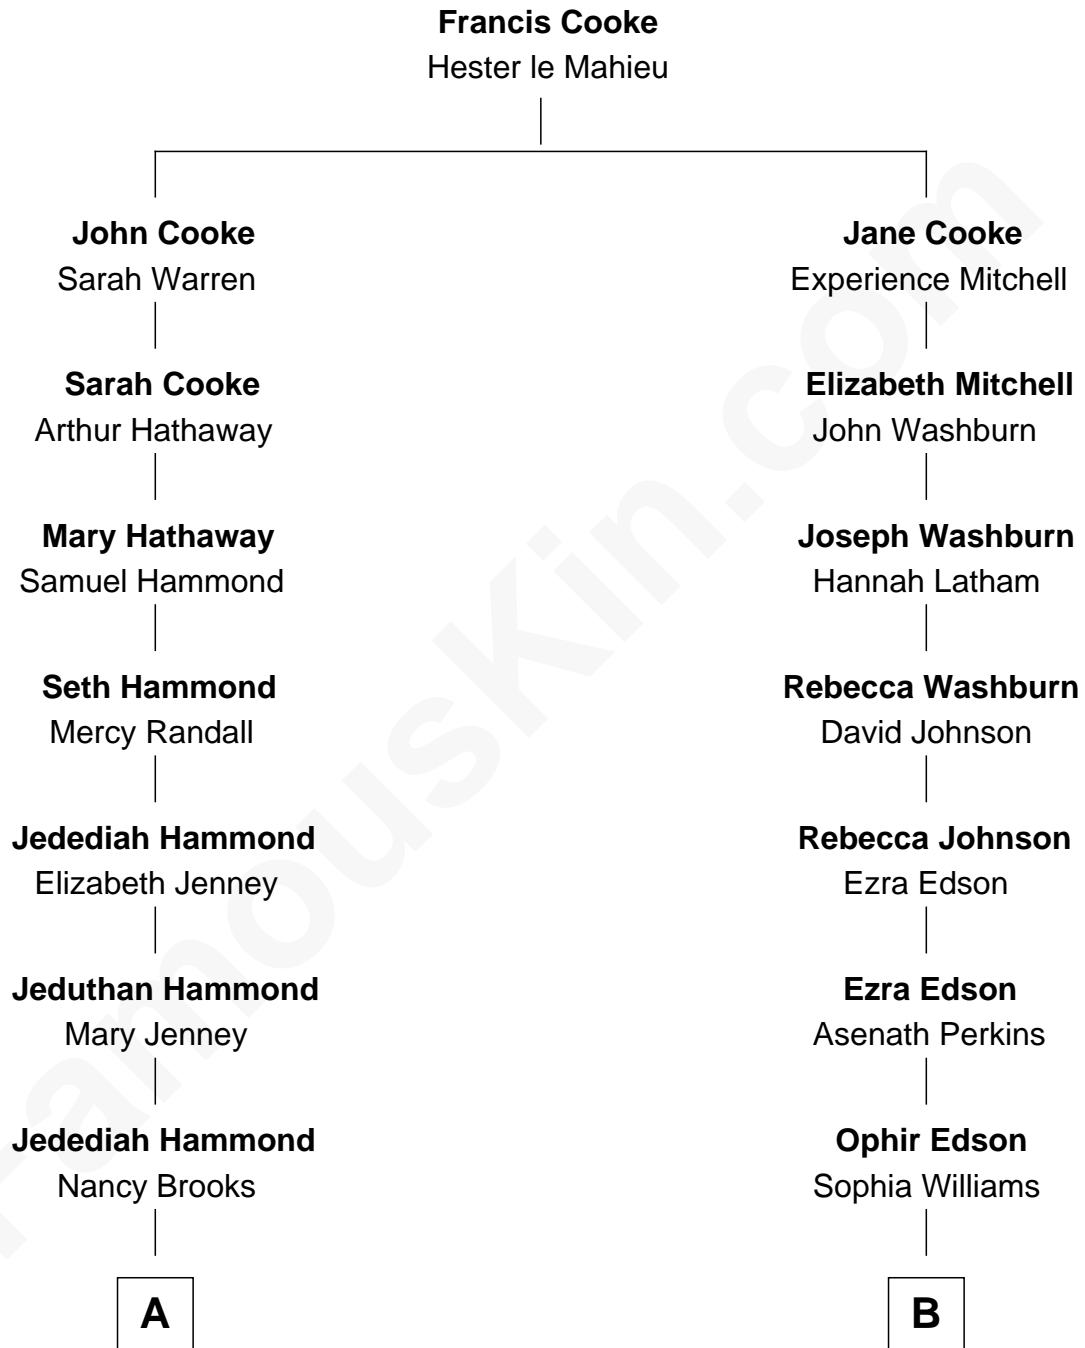 Francis Cooke
Hester le Mahieu
John Cooke
Sarah Warren
Jane Cooke
Experience Mitchell
Sarah Cooke
Arthur Hathaway
Elizabeth Mitchell
John Washburn
Mary Hathaway
Samuel Hammond
Joseph Washburn
Hannah Latham
Seth Hammond
Mercy Randall
Rebecca Washburn
David Johnson
Jedediah Hammond
Elizabeth Jenney
Rebecca Johnson
Ezra Edson
Jeduthan Hammond
Mary Jenney
Ezra Edson
Asenath Perkins
Jedediah Hammond
Nancy Brooks
Ophir Edson
Sophia Williams
A
B
FamousKin.com